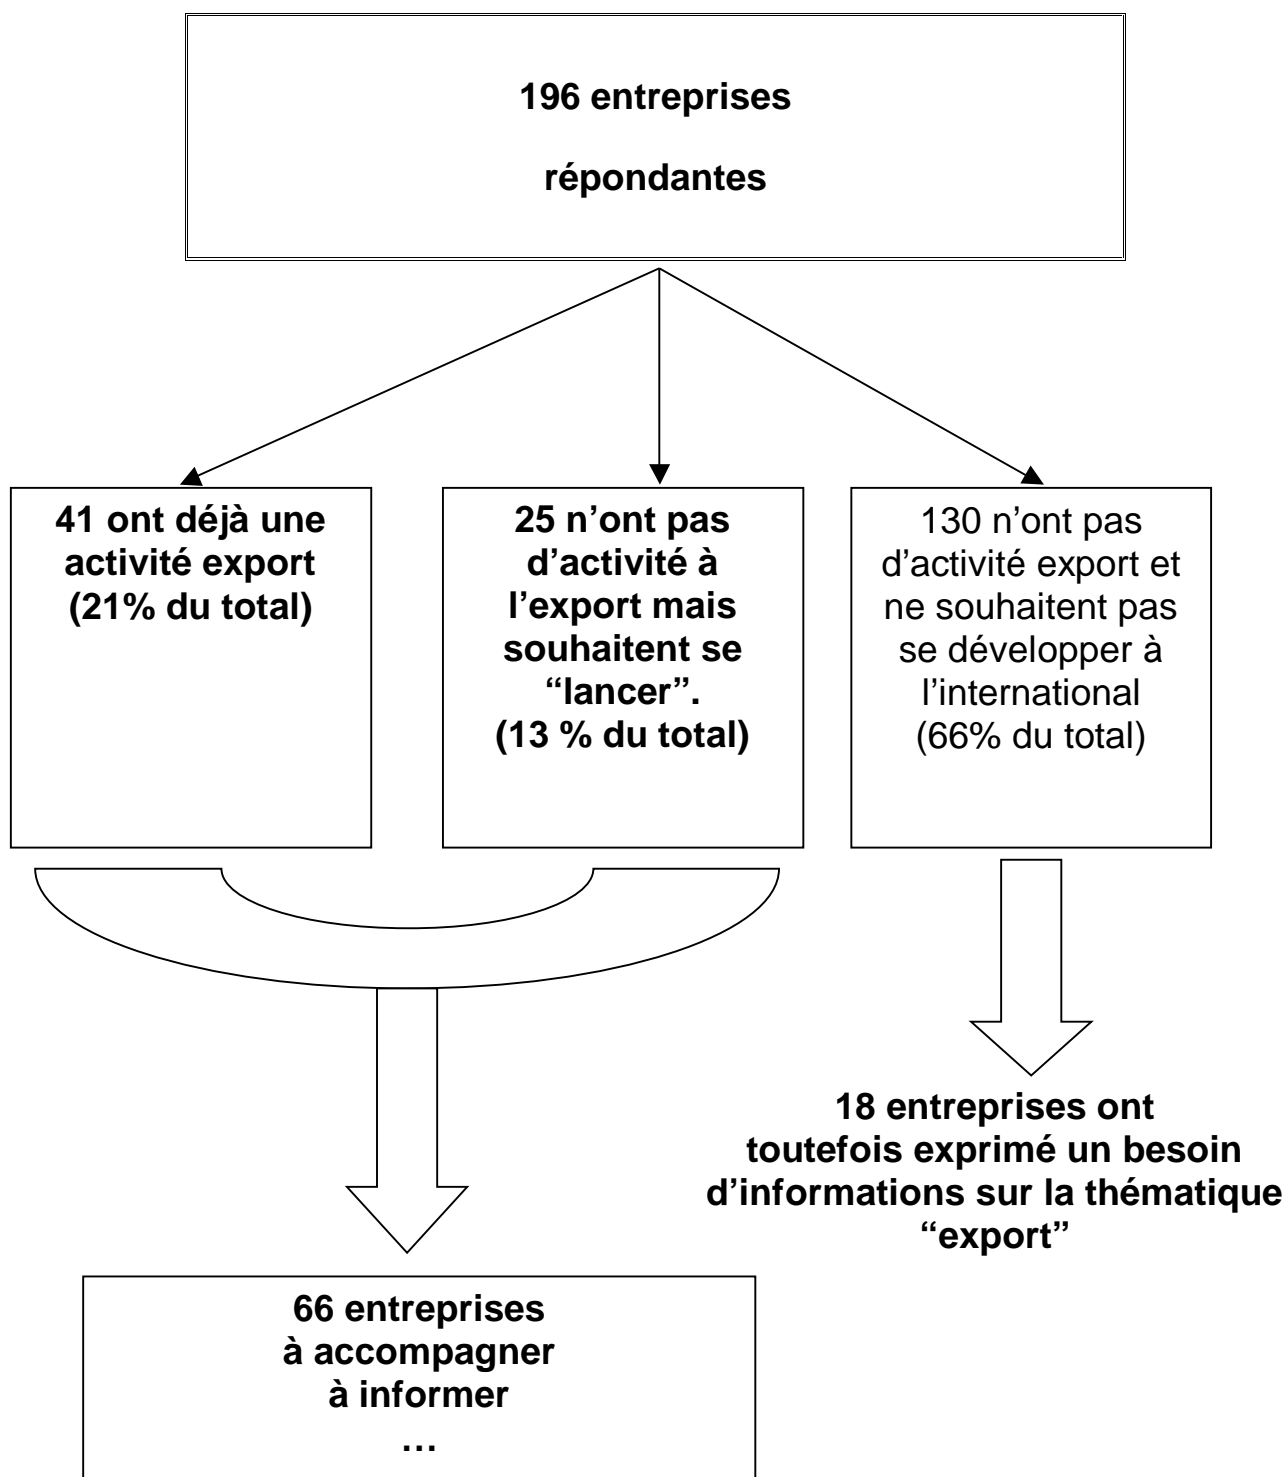 196 entreprises
répondantes
41 ont déjà une
activité export
(21% du total)
25 n’ont pas
d’activité à
l’export mais
souhaitent se
“lancer”.
(13 % du total)
130 n’ont pas
d’activité export et
ne souhaitent pas
se développer à
l’international
(66% du total)
18 entreprises ont
toutefois exprimé un besoin
d’informations sur la thématique
“export”
66 entreprises
à accompagner
à informer
…